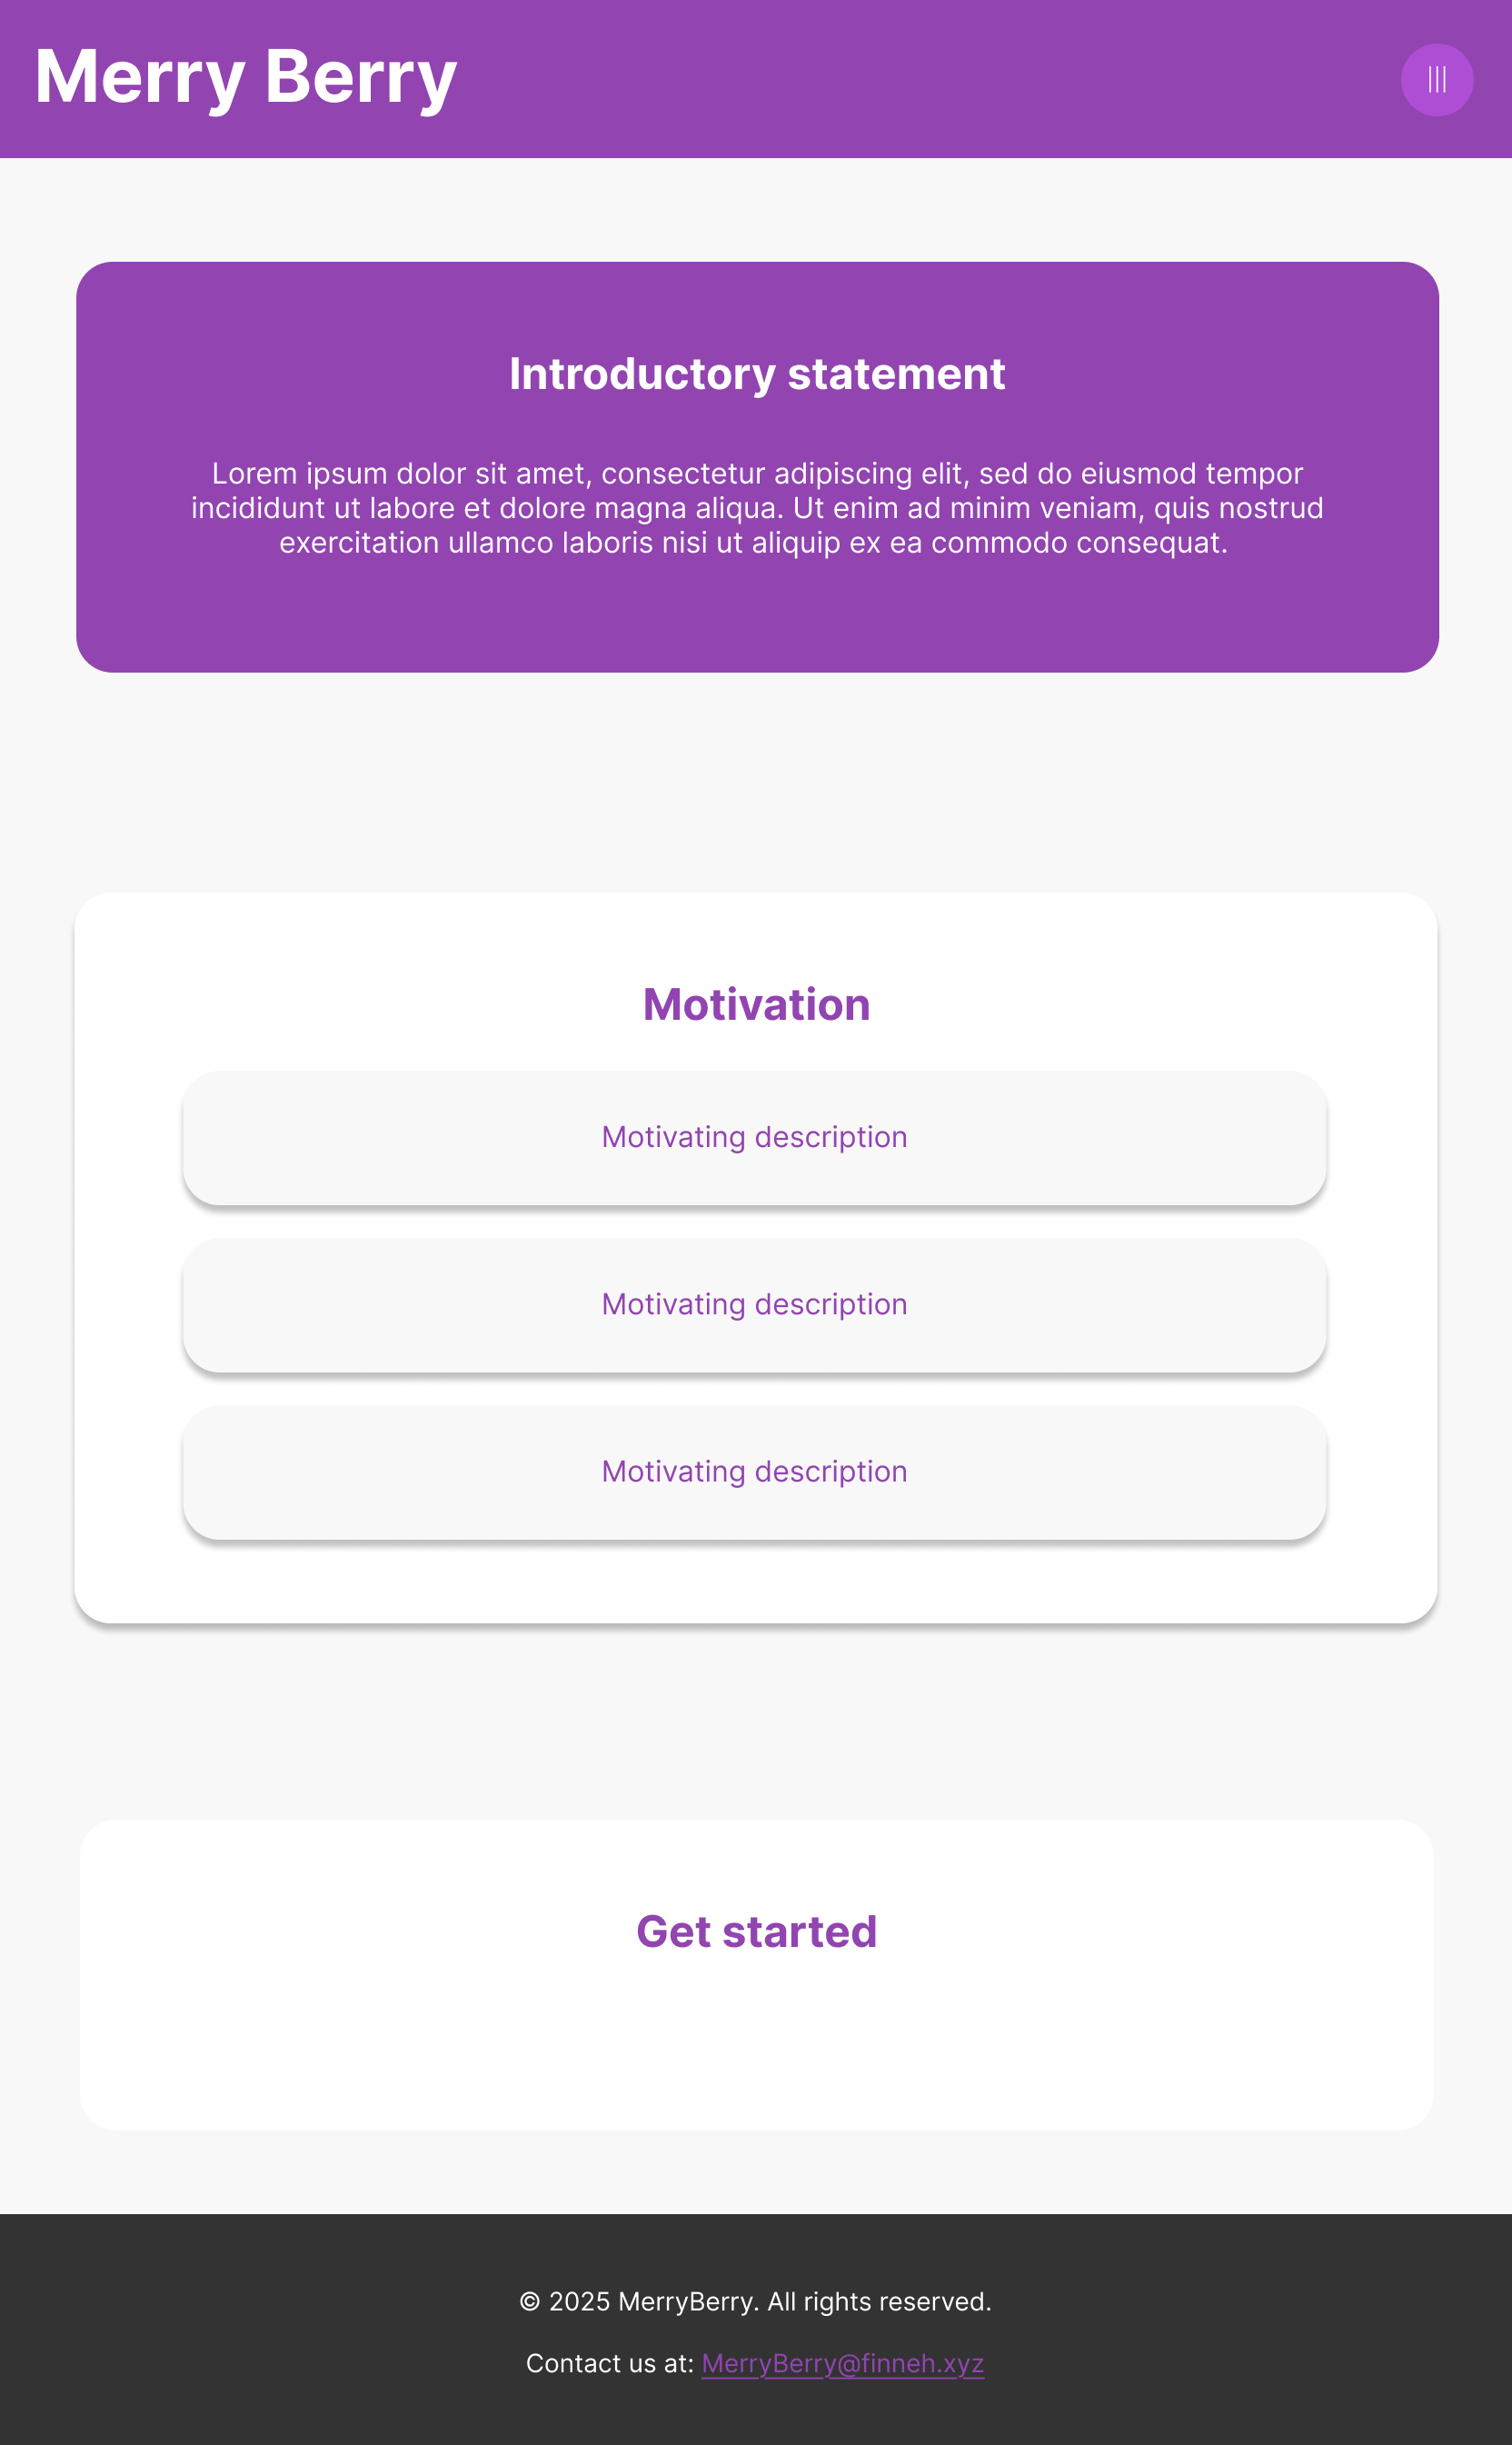 Merry Berry
Introductory statement
Lorem ipsum dolor sit amet, consectetur adipiscing elit, sed do eiusmod tempor
incididunt ut labore et dolore magna aliqua. Ut enim ad minim veniam, quis nostrud
exercitation ullamco laboris nisi ut aliquip ex ea commodo consequat.
Motivation
Motivating description
Motivating description
Motivating description
Get started
© 2025 MerryBerry. All rights reserved.
Contact us at: MerryBerry@finneh.xyz